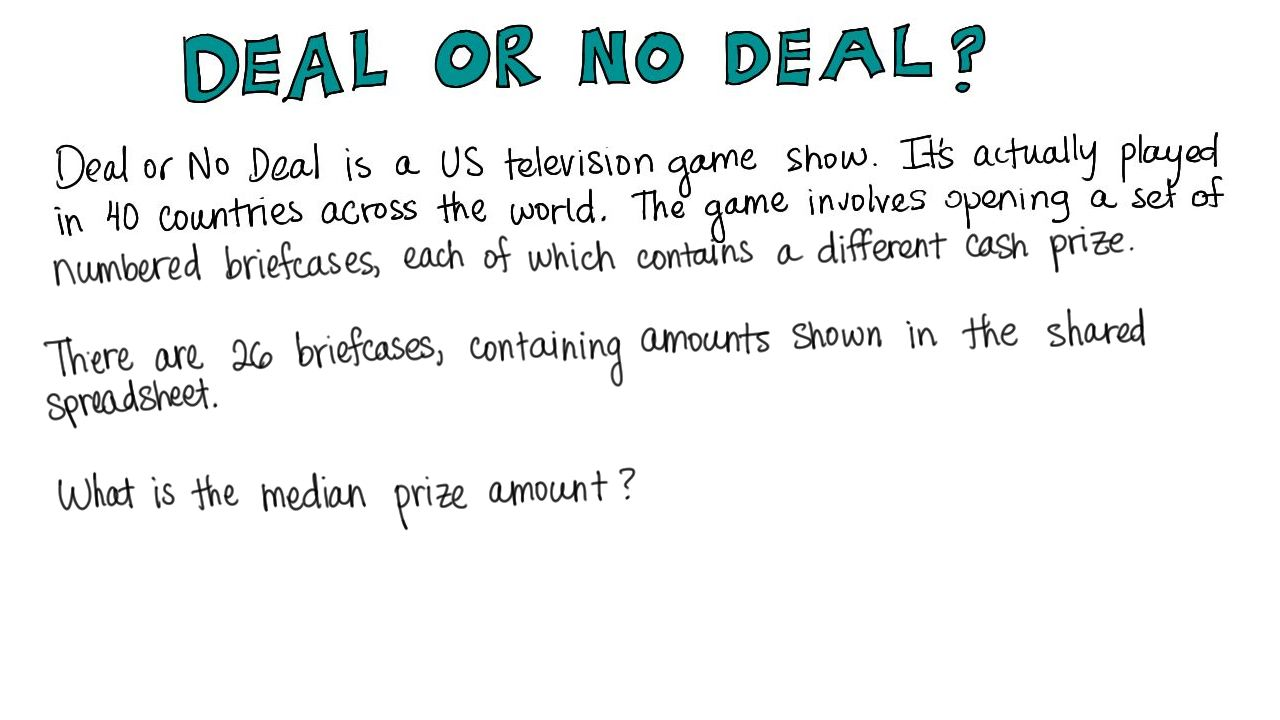 DEAL OR NO DEAL?
Deal or No Deal is a US television game show. It's actually played
in 40 countries across the world. The game involves opening a set of
numbered briefcases, each of which contains a different cash prize.
There are 26 briefcases, containing amounts shown in the shared
spreadsheet.
What is the median prize amount?